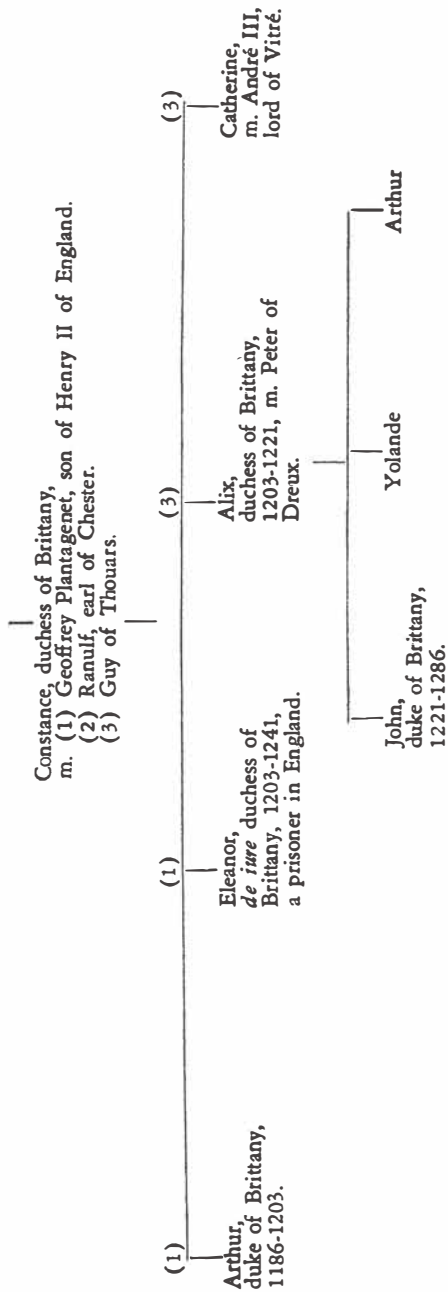 Constance, duchess of Brittany,
m. (1) Geoffrey Plantagenet, son of Henry II of England.
(2) Ranulf, earl of Chester.
(3) Guy of Thouars.
(1)
Arthur,
duke of Brittany,
1186-1203.
(1)
Eleanor,
de iure duchess of
Brittany, 1203-1241,
a prisoner in England.
(3)
Alix,
duchess of Brittany,
1203-1221, m. Peter of
Dreux.
(3)
Catherine,
m. André III,
lord of Vitré.
John,
duke of Brittany,
1221-1286.
Yolande
Arthur